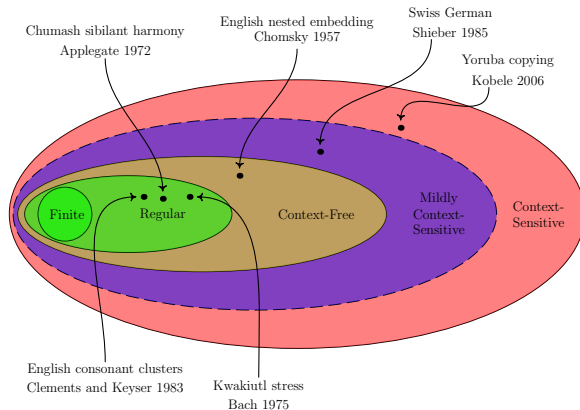 Swiss German
Shieber 1985
English nested embedding
Chomsky 1957
Chumash sibilant harmony
Applegate 1972
Yoruba copying
Kobele 2006
Finite
Regular
Context-Free
Mildly
Context-
Sensitive
Context-
Sensitive
English consonant clusters
Clements and Keyser 1983
Kwakiutl stress
Bach 1975